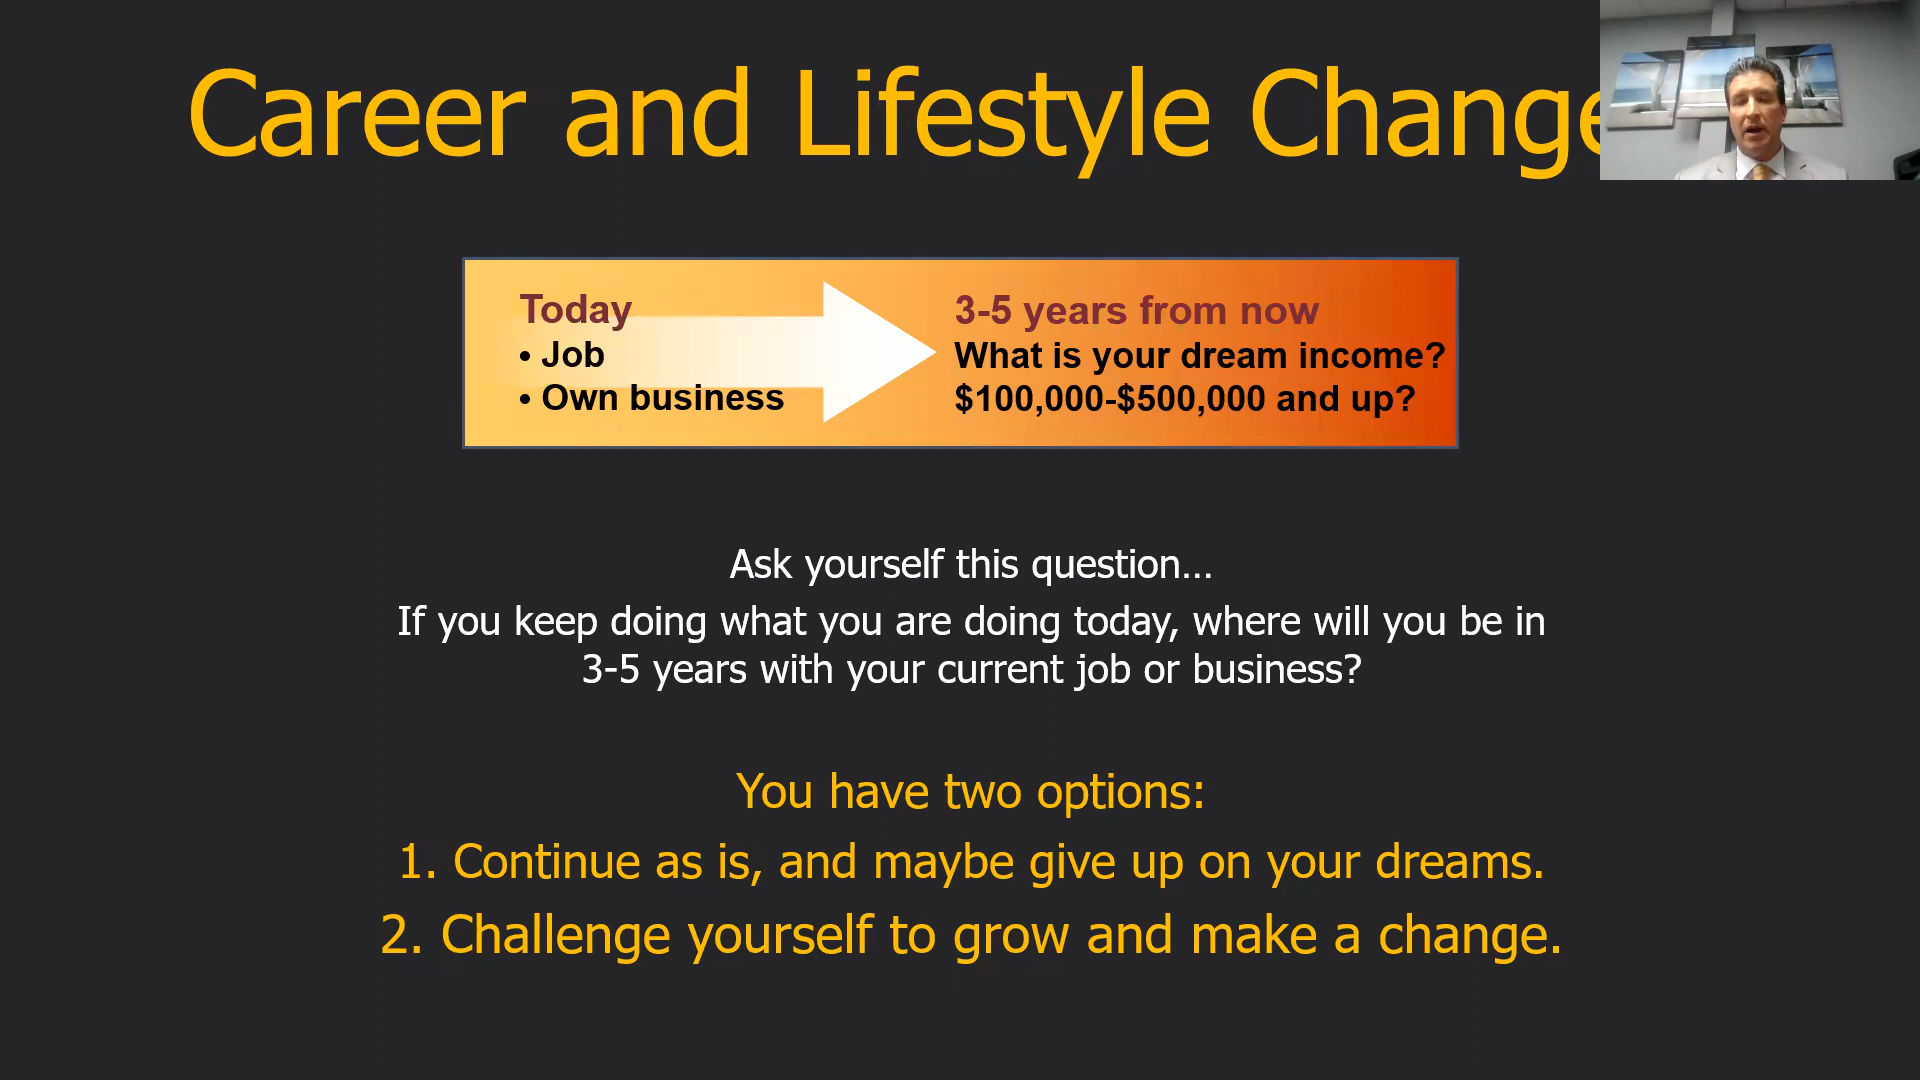 Career and Lifestyle Change
Today
• Job
• Own business
3-5 years from now
What is your dream income?
$100,000-$500,000 and up?
Ask yourself this question...
If you keep doing what you are doing today, where will you be in
3-5 years with your current job or business?
You have two options:
1. Continue as is, and maybe give up on your dreams.
2. Challenge yourself to grow and make a change.